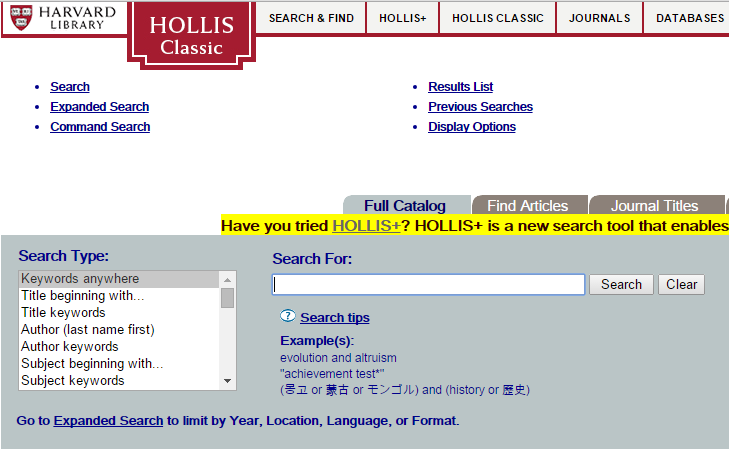 HARVARD
LIBRARY
HOLLIS
Classic
SEARCH & FIND
HOLLIS+
HOLLIS CLASSIC
JOURNALS
DATABASES
Search
Expanded Search
Command Search
Results List
Previous Searches
Display Options
Full Catalog
Find Articles
Journal Titles
Have you tried HOLLIS+? HOLLIS+ is a new search tool that enables
Search Type:
Keywords anywhere
Title beginning with...
Title keywords
Author (last name first)
Author keywords
Subject beginning with...
Subject keywords
Search For:
Search
Clear
Search tips
Example(s):
evolution and altruism
"achievement test*"
(몽고 or 蒙古 or モンゴル) and (history or 歷史)
Go to Expanded Search to limit by Year, Location, Language, or Format.